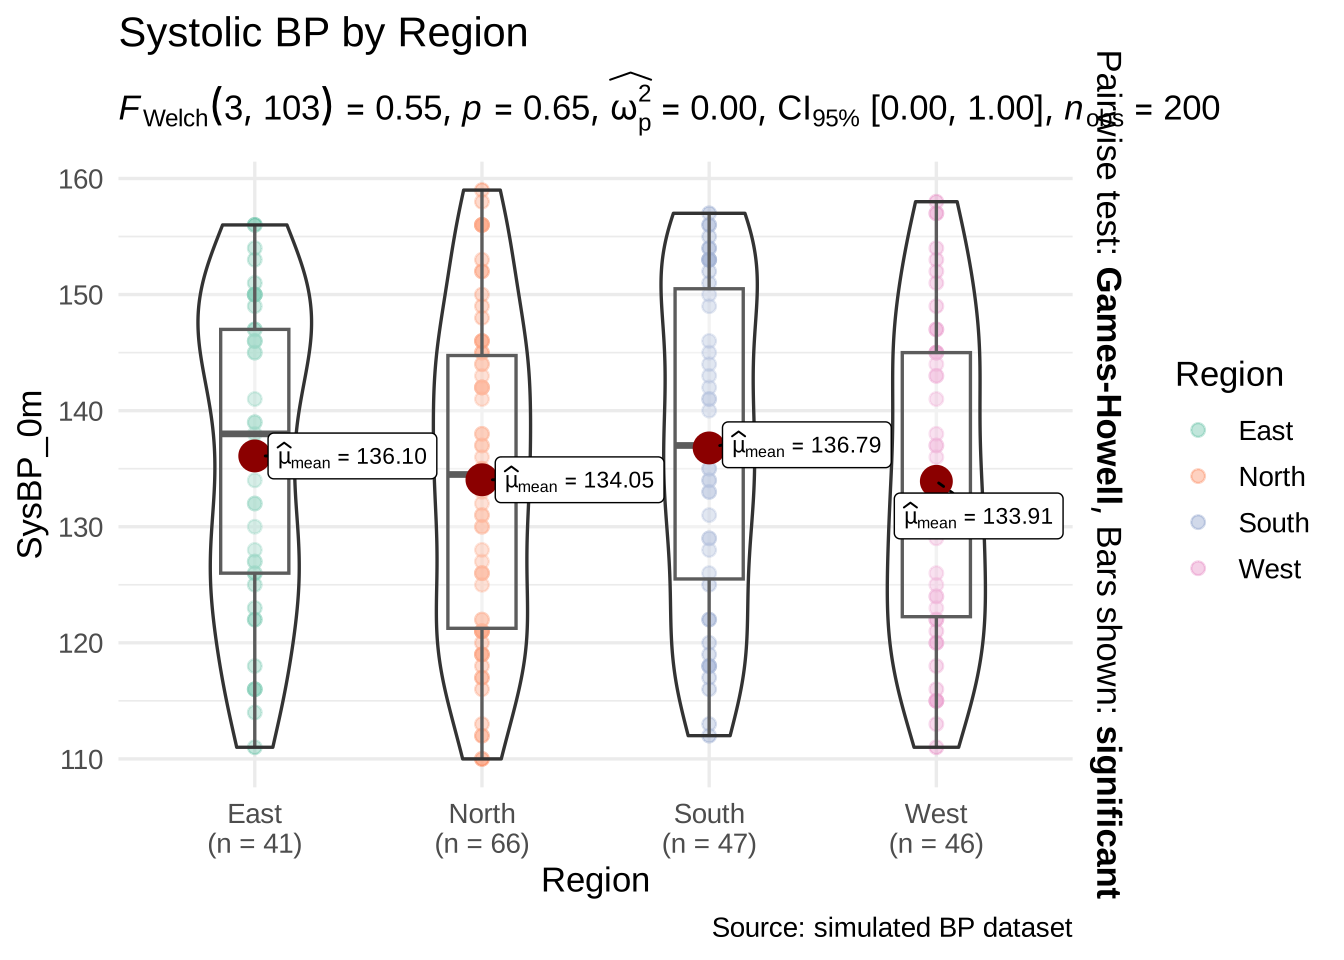 Systolic BP by Region
F_Welch(3, 103) = 0.55, p = 0.65, ω̂²_p = 0.00, CI_95% [0.00, 1.00], n_obs = 200
Pairwise test: Games-Howell, Bars shown: significant
SysBP_0m
160
150
140
130
120
110
μ̂_mean = 136.10
μ̂_mean = 134.05
μ̂_mean = 136.79
μ̂_mean = 133.91
East
(n = 41)
North
(n = 66)
South
(n = 47)
West
(n = 46)
Region
Region
East
North
South
West
Source: simulated BP dataset